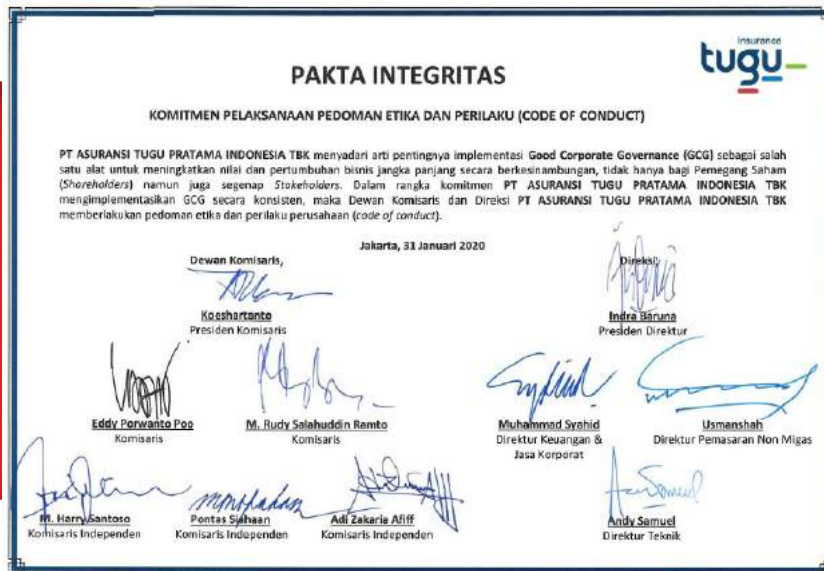 insurance
tugu
PAKTA INTEGRITAS
KOMITMEN PELAKSANAAN PEDOMAN ETIKA DAN PERILAKU (CODE OF CONDUCT)
PT ASURANSI TUGU PRATAMA INDONESIA TBK menyadari arti pentingnya implementasi Good Corporate Governance (GCG) sebagai salah
satu alat untuk meningkatkan nilai dan pertumbuhan bisnis jangka panjang secara berkesinambungan, tidak hanya bagi Pemegang Saham
(Shareholders) namun juga segenap Stakeholders. Dalam rangka komitmen PT ASURANSI TUGU PRATAMA INDONESIA TBK
mengimplementasikan GCG secara konsisten, maka Dewan Komisaris dan Direksi PT ASURANSI TUGU PRATAMA INDONESIA TBK
memberlakukan pedoman etika dan perilaku perusahaan (code of conduct).
Jakarta, 31 Januari 2020
Dewan Komisaris,
Direksi,
Koeshartanto
Presiden Komisaris
Indra Baruna
Presiden Direktur
Eddy Porwanto Poo
Komisaris
M. Rudy Salahuddin Ramto
Komisaris
Muhammad Syahid
Direktur Keuangan &
Jasa Korporat
Usmanshah
Direktur Pemasaran Non Migas
M. Harry Santoso
Komisaris Independen
Pontas Siahaan
Komisaris Independen
Adi Zakaria Afiff
Komisaris Independen
Andy Samuel
Direktur Teknik